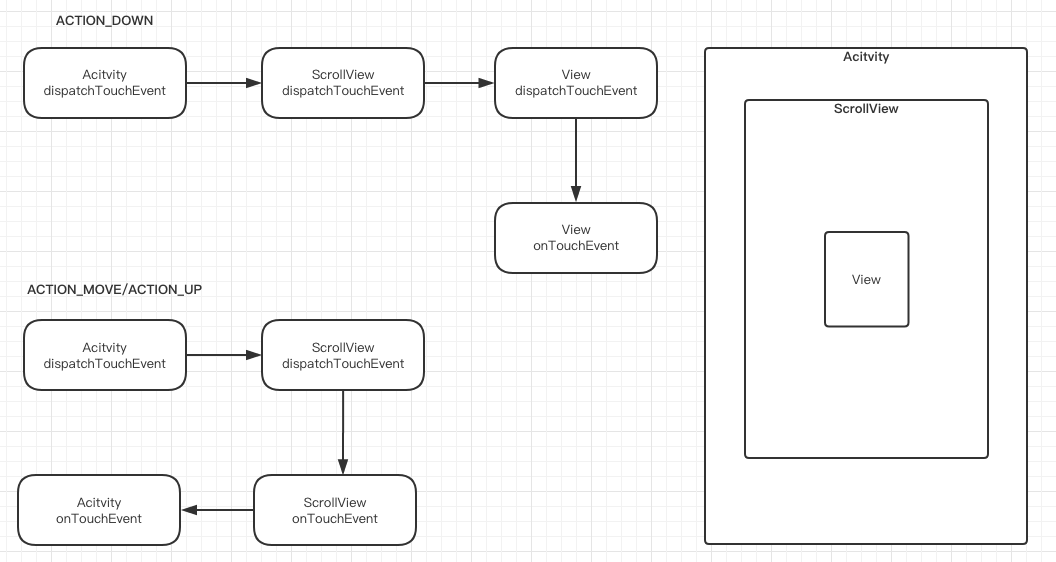 ACTION_DOWN
Acitvity
dispatchTouchEvent
ScrollView
dispatchTouchEvent
View
dispatchTouchEvent
View
onTouchEvent
ACTION_MOVE/ACTION_UP
Acitvity
dispatchTouchEvent
ScrollView
dispatchTouchEvent
Acitvity
onTouchEvent
ScrollView
onTouchEvent
Acitvity
ScrollView
View